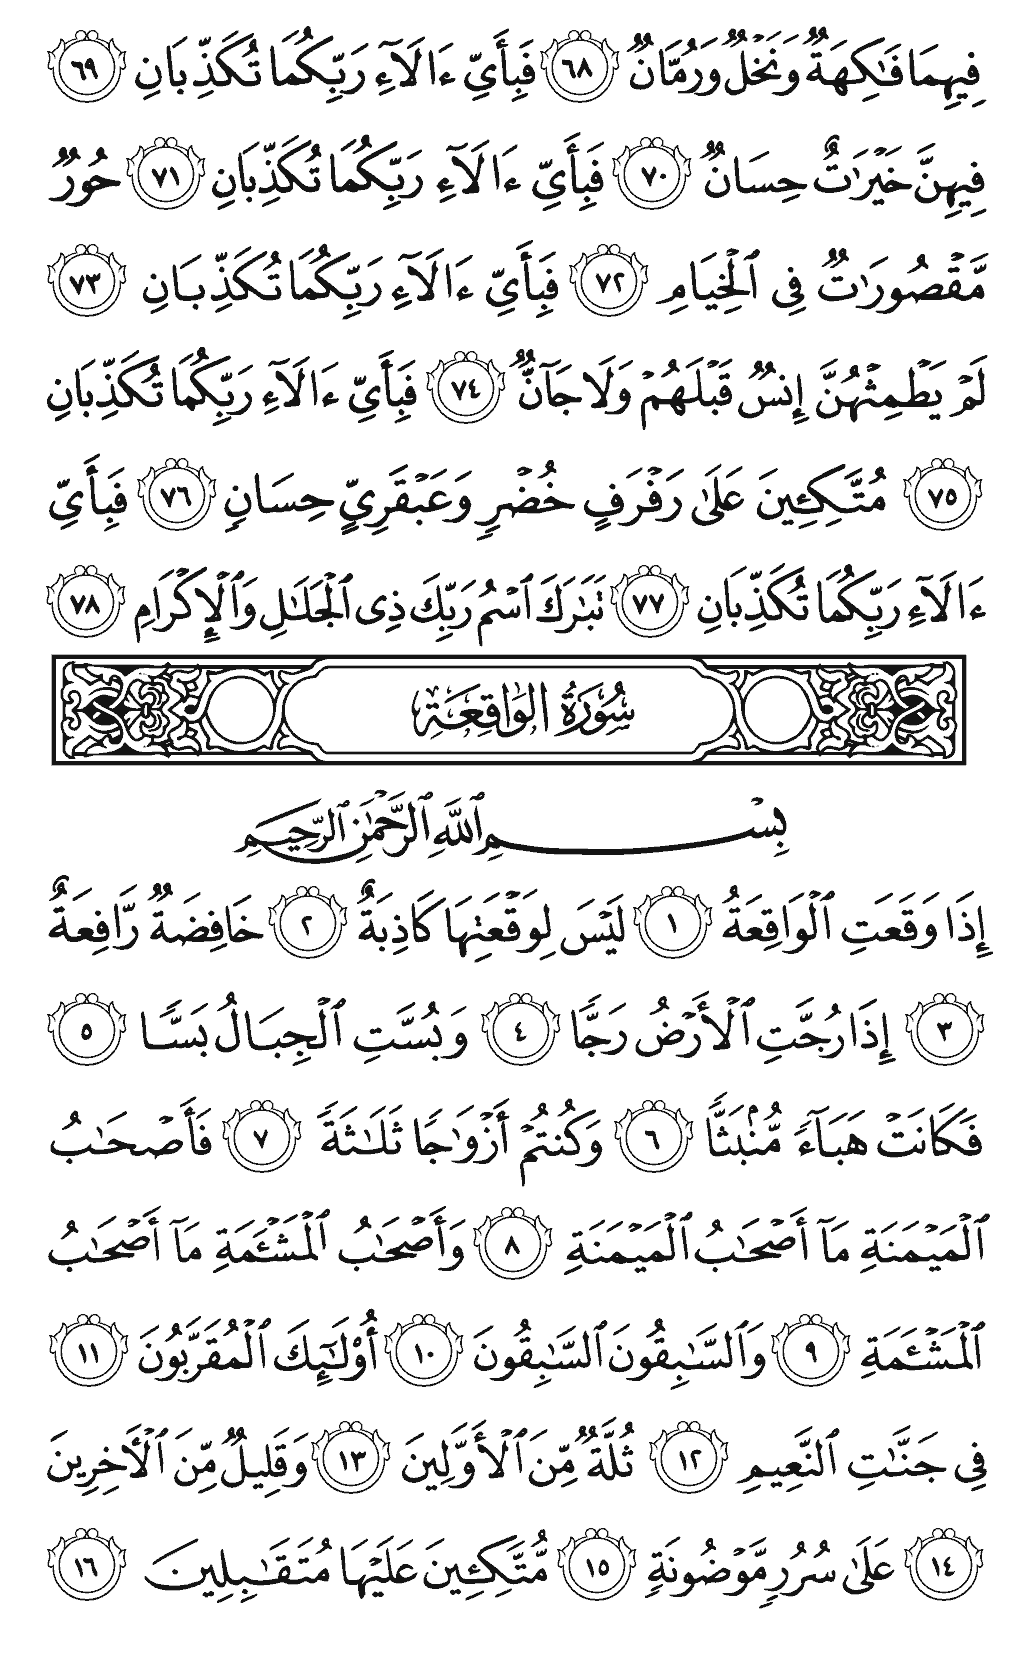 فِيهِمَا فَٰكِهَةٌ وَنَخْلٌ وَرُمَّانٌ ٦٨ فَبِأَيِّ ءَالَآءِ رَبِّكُمَا تُكَذِّبَانِ ٦٩
فِيهِنَّ خَيْرَٰتٌ حِسَانٌ ٧٠ فَبِأَيِّ ءَالَآءِ رَبِّكُمَا تُكَذِّبَانِ ٧١ حُورٌ
مَّقْصُورَٰتٌ فِى ٱلْخِيَامِ ٧٢ فَبِأَيِّ ءَالَآءِ رَبِّكُمَا تُكَذِّبَانِ ٧٣
لَمْ يَطْمِثْهُنَّ إِنسٌ قَبْلَهُمْ وَلَا جَآنٌّ ٧٤ فَبِأَيِّ ءَالَآءِ رَبِّكُمَا تُكَذِّبَانِ
٧٥ مُتَّكِـِٔينَ عَلَىٰ رَفْرَفٍ خُضْرٍ وَعَبْقَرِيٍّ حِسَانٍ ٧٦ فَبِأَيِّ
ءَالَآءِ رَبِّكُمَا تُكَذِّبَانِ ٧٧ تَبَٰرَكَ ٱسْمُ رَبِّكَ ذِى ٱلْجَلَٰلِ وَٱلْإِكْرَامِ ٧٨
سُورَةُ الوَاقِعَةِ
بِسْمِ ٱللَّهِ ٱلرَّحْمَٰنِ ٱلرَّحِيمِ
إِذَا وَقَعَتِ ٱلْوَاقِعَةُ ١ لَيْسَ لِوَقْعَتِهَا كَاذِبَةٌ ٢ خَافِضَةٌ رَّافِعَةٌ
٣ إِذَا رُجَّتِ ٱلْأَرْضُ رَجًّا ٤ وَبُسَّتِ ٱلْجِبَالُ بَسًّا ٥
فَكَانَتْ هَبَآءً مُّنۢبَثًّا ٦ وَكُنتُمْ أَزْوَٰجًا ثَلَٰثَةً ٧ فَأَصْحَٰبُ
ٱلْمَيْمَنَةِ مَآ أَصْحَٰبُ ٱلْمَيْمَنَةِ ٨ وَأَصْحَٰبُ ٱلْمَشْـَٔمَةِ مَآ أَصْحَٰبُ
ٱلْمَشْـَٔمَةِ ٩ وَٱلسَّٰبِقُونَ ٱلسَّٰبِقُونَ ١٠ أُو۟لَٰٓئِكَ ٱلْمُقَرَّبُونَ ١١
فِى جَنَّٰتِ ٱلنَّعِيمِ ١٢ ثُلَّةٌ مِّنَ ٱلْأَوَّلِينَ ١٣ وَقَلِيلٌ مِّنَ ٱلْـَٔاخِرِينَ
١٤ عَلَىٰ سُرُرٍ مَّوْضُونَةٍ ١٥ مُّتَّكِـِٔينَ عَلَيْهَا مُتَقَٰبِلِينَ ١٦